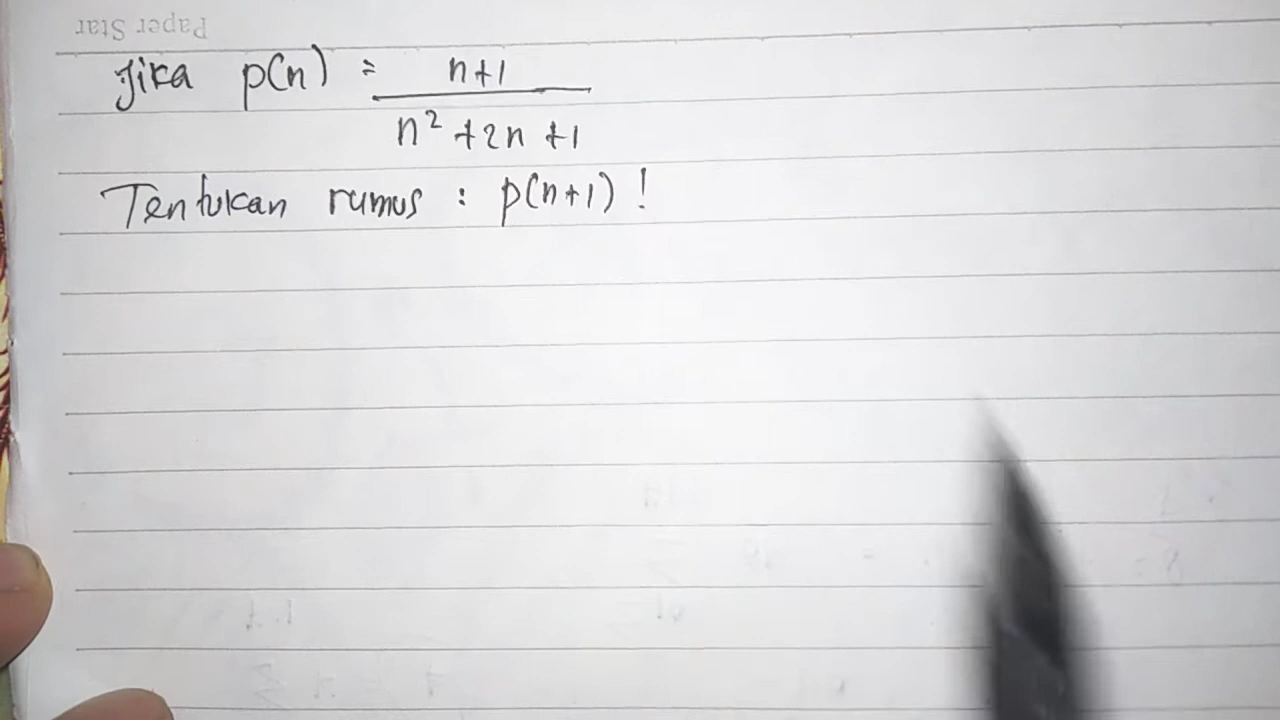 Paper Star
Jika p(n) = n+1
n² + 2n + 1
Tentukan rumus : p(n+1) !